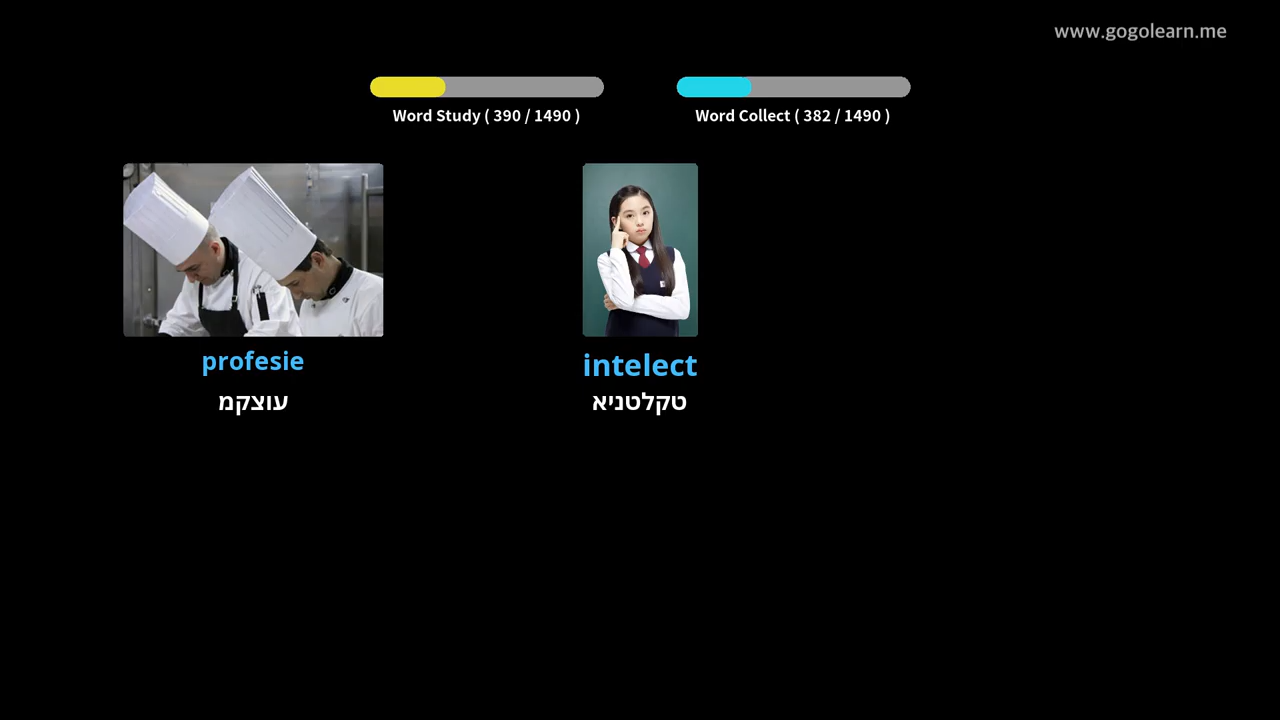 www.gogolearn.me
Word Study ( 390 / 1490 )
Word Collect ( 382 / 1490 )
profesie
עוצקמ
intelect
טקלטניא